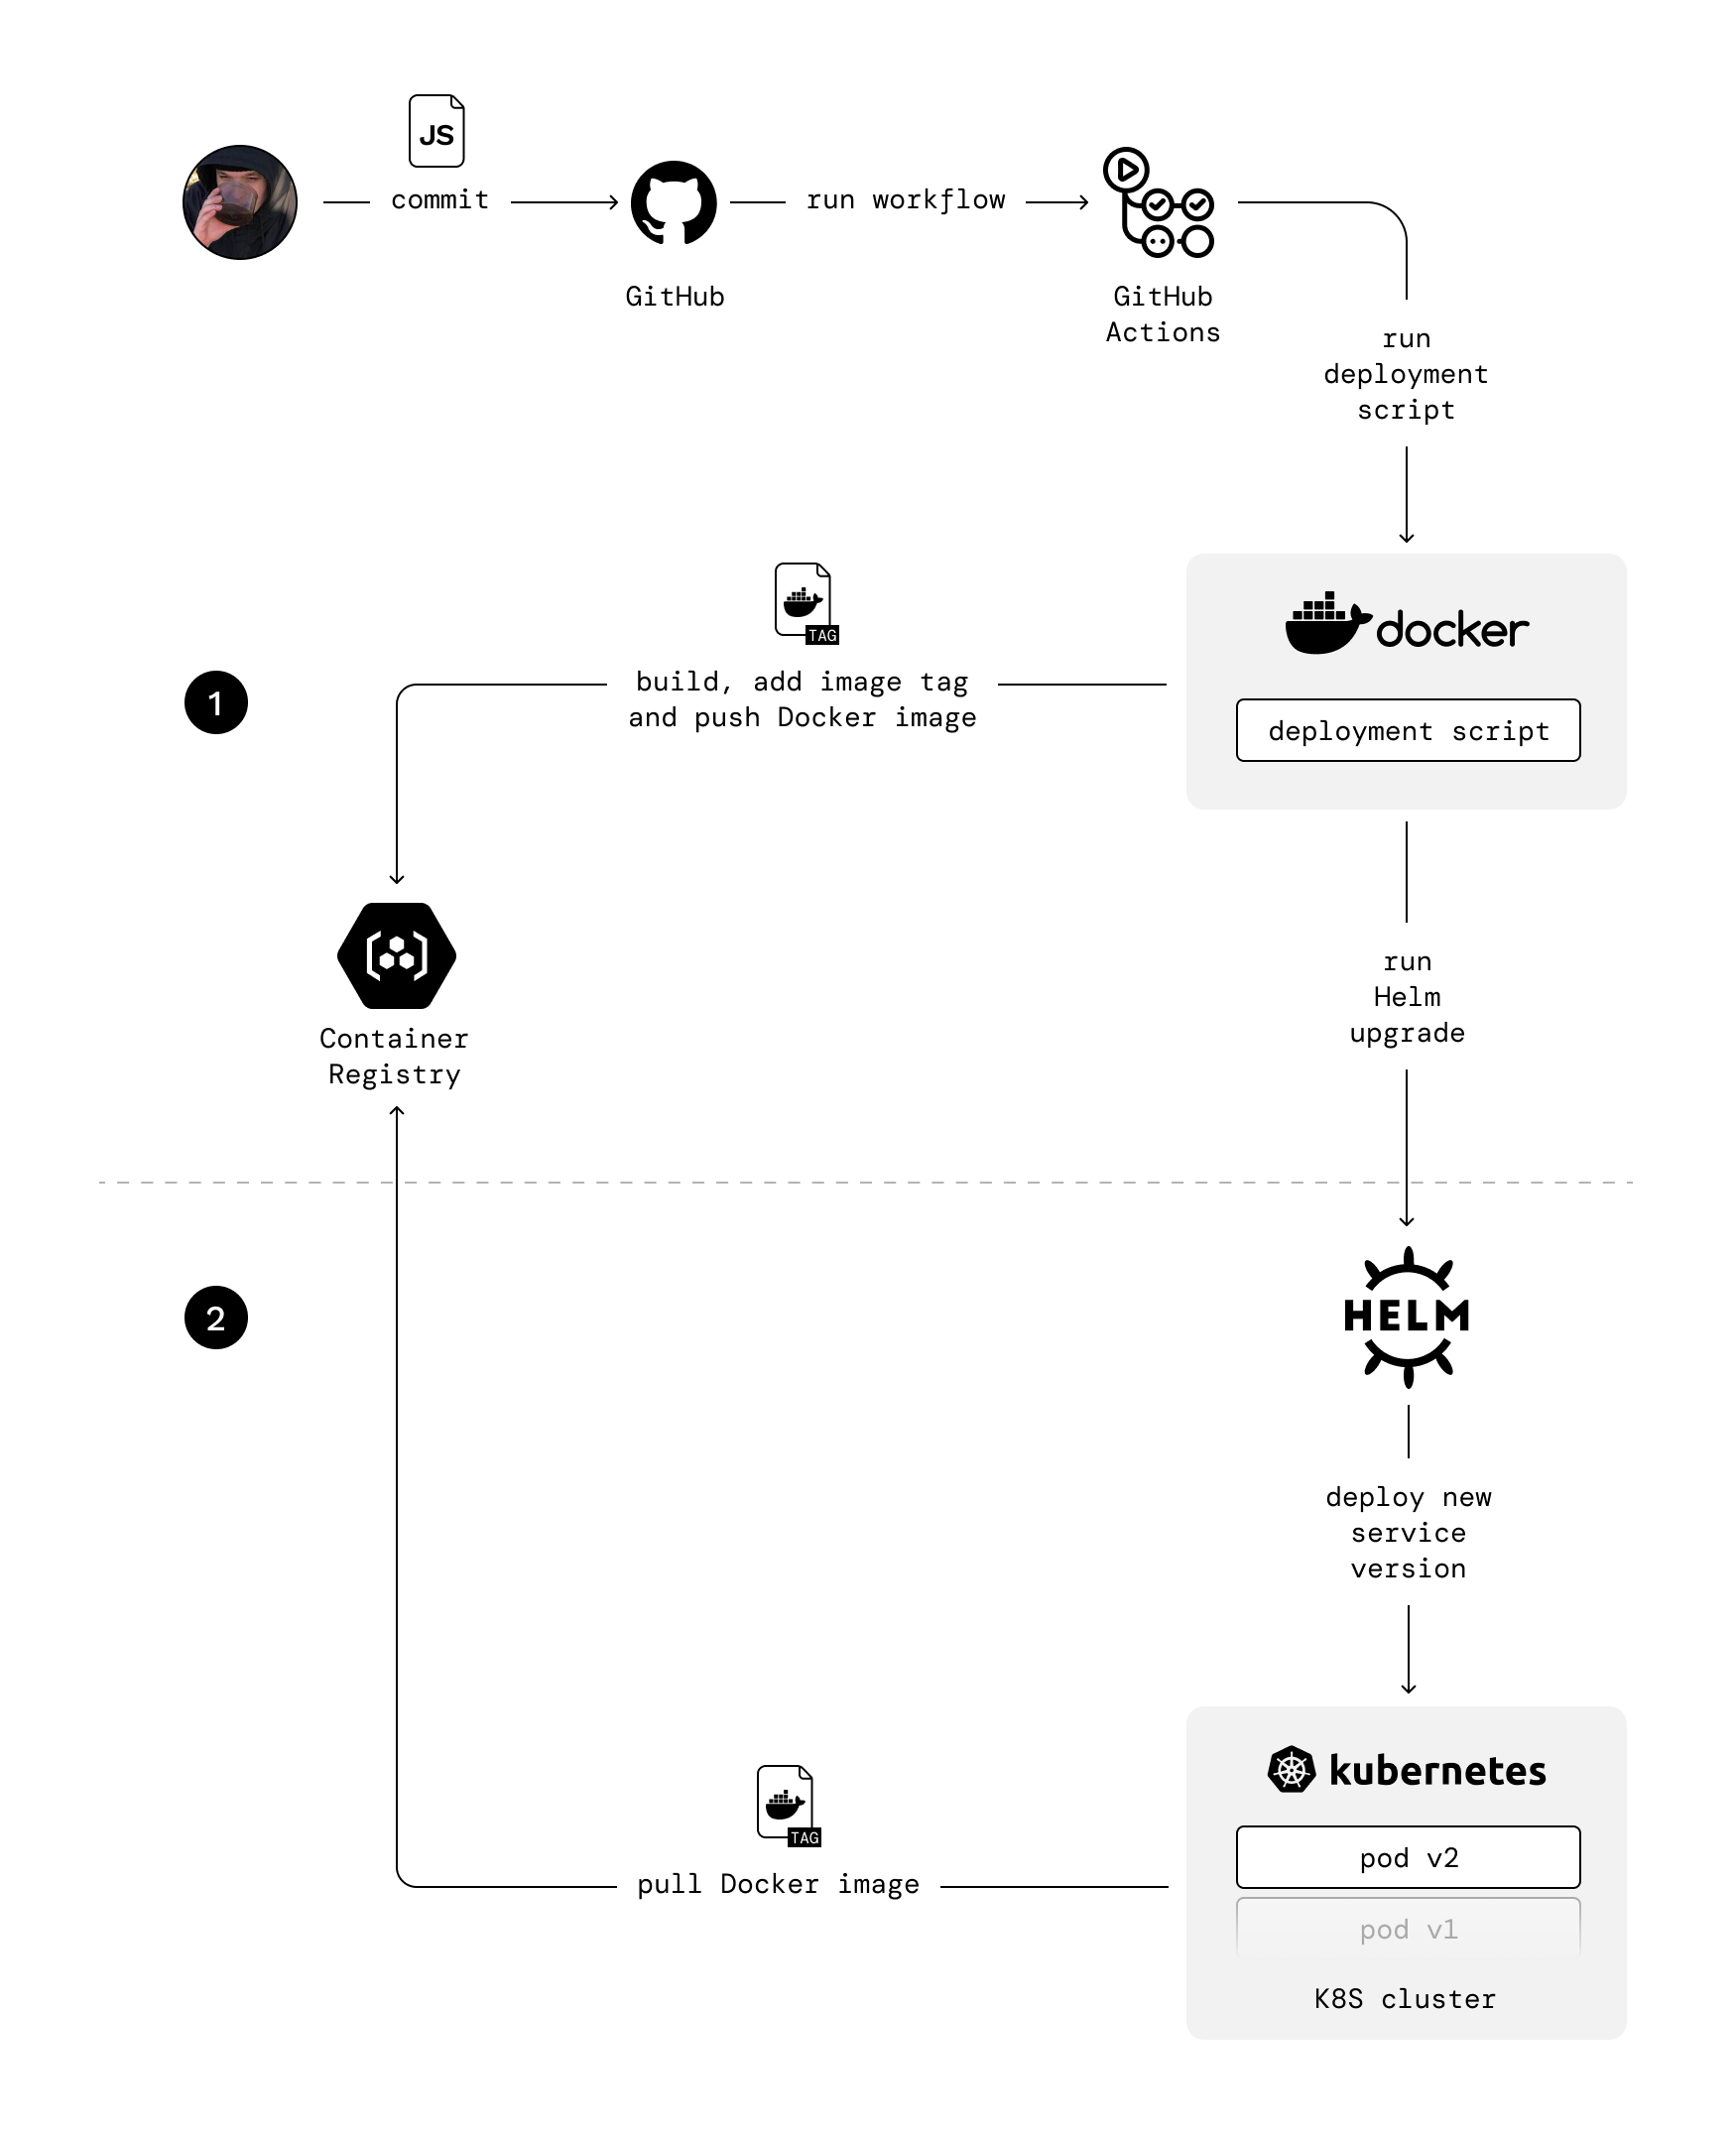 JS
commit
run workflow
GitHub
GitHub
Actions
run
deployment
script
TAG
docker
1
build, add image tag
and push Docker image
deployment script
run
Helm
upgrade
Container
Registry
2
HELM
deploy new
service
version
kubernetes
TAG
pod v2
pull Docker image
pod v1
K8S cluster